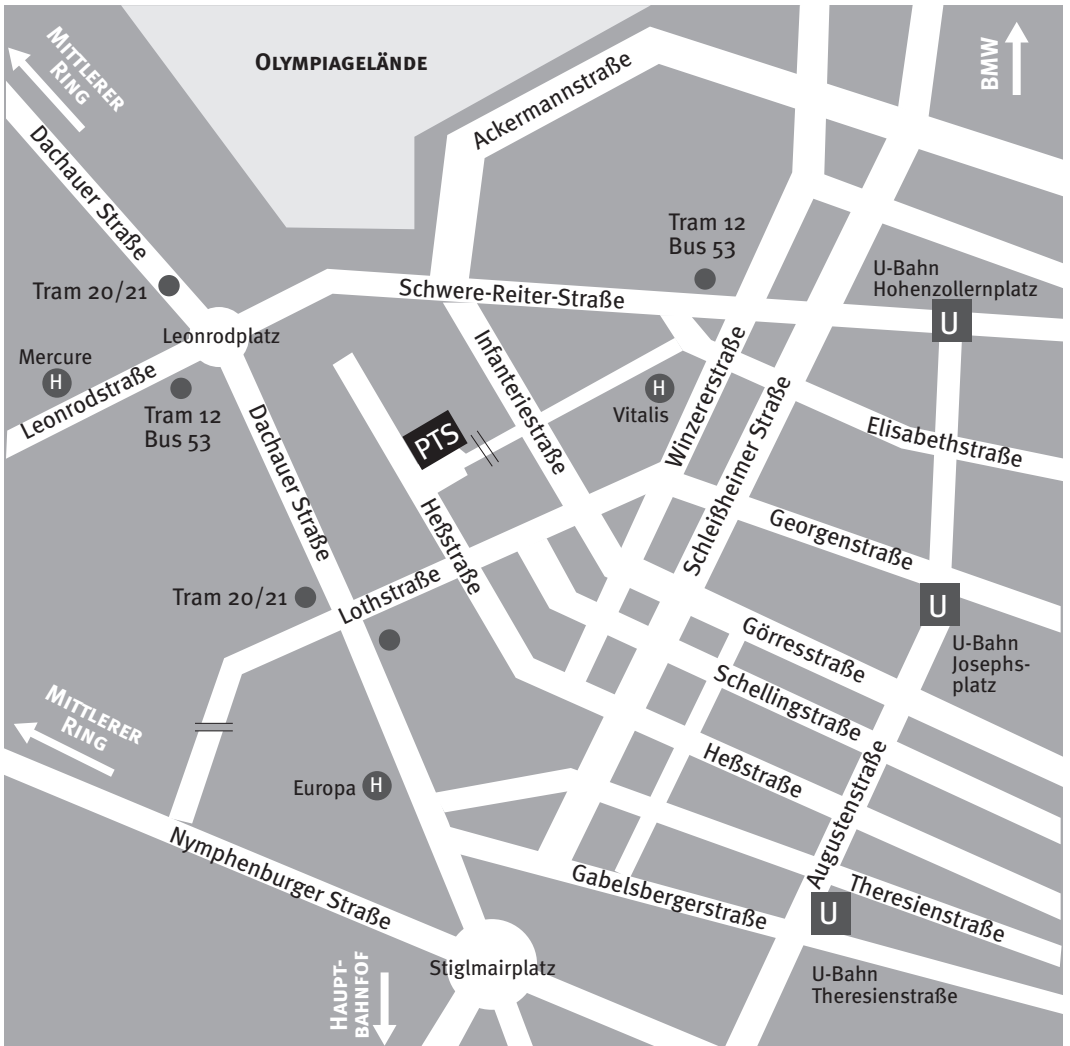 MITTLERER
RING
OLYMPIAGELÄNDE
BMW
Ackermannstraße
Dachauer Straße
Tram 12
Bus 53
U-Bahn
Hohenzollernplatz
U
Tram 20/21
Schwere-Reiter-Straße
Leonrodplatz
Mercure
H
Leonrodstraße
Tram 12
Bus 53
Infanteriestraße
Winzererstraße
H
Vitalis
Schleißheimer Straße
Elisabethstraße
Dachauer Straße
PTS
Heßstraße
Georgenstraße
Tram 20/21
Lothstraße
U
U-Bahn
Josephs-
platz
Görresstraße
Schellingstraße
Heßstraße
MITTLERER
RING
Europa H
Augustenstraße
Nymphenburger Straße
Gabelsbergerstraße
Theresienstraße
U
U-Bahn
Theresienstraße
Stiglmairplatz
HAUPT-
BAHNFOF